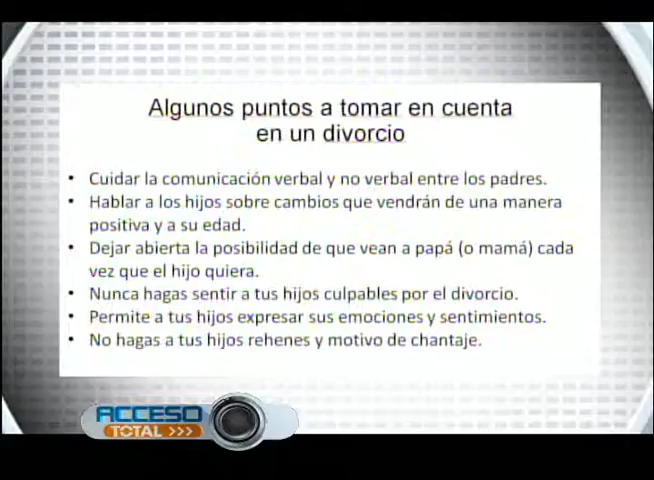 Algunos puntos a tomar en cuenta
en un divorcio
• Cuidar la comunicación verbal y no verbal entre los padres.
• Hablar a los hijos sobre cambios que vendrán de una manera
positiva y a su edad.
• Dejar abierta la posibilidad de que vean a papá (o mamá) cada
vez que el hijo quiera.
• Nunca hagas sentir a tus hijos culpables por el divorcio.
• Permite a tus hijos expresar sus emociones y sentimientos.
• No hagas a tus hijos rehenes y motivo de chantaje.
ACCESO
TOTAL >>>